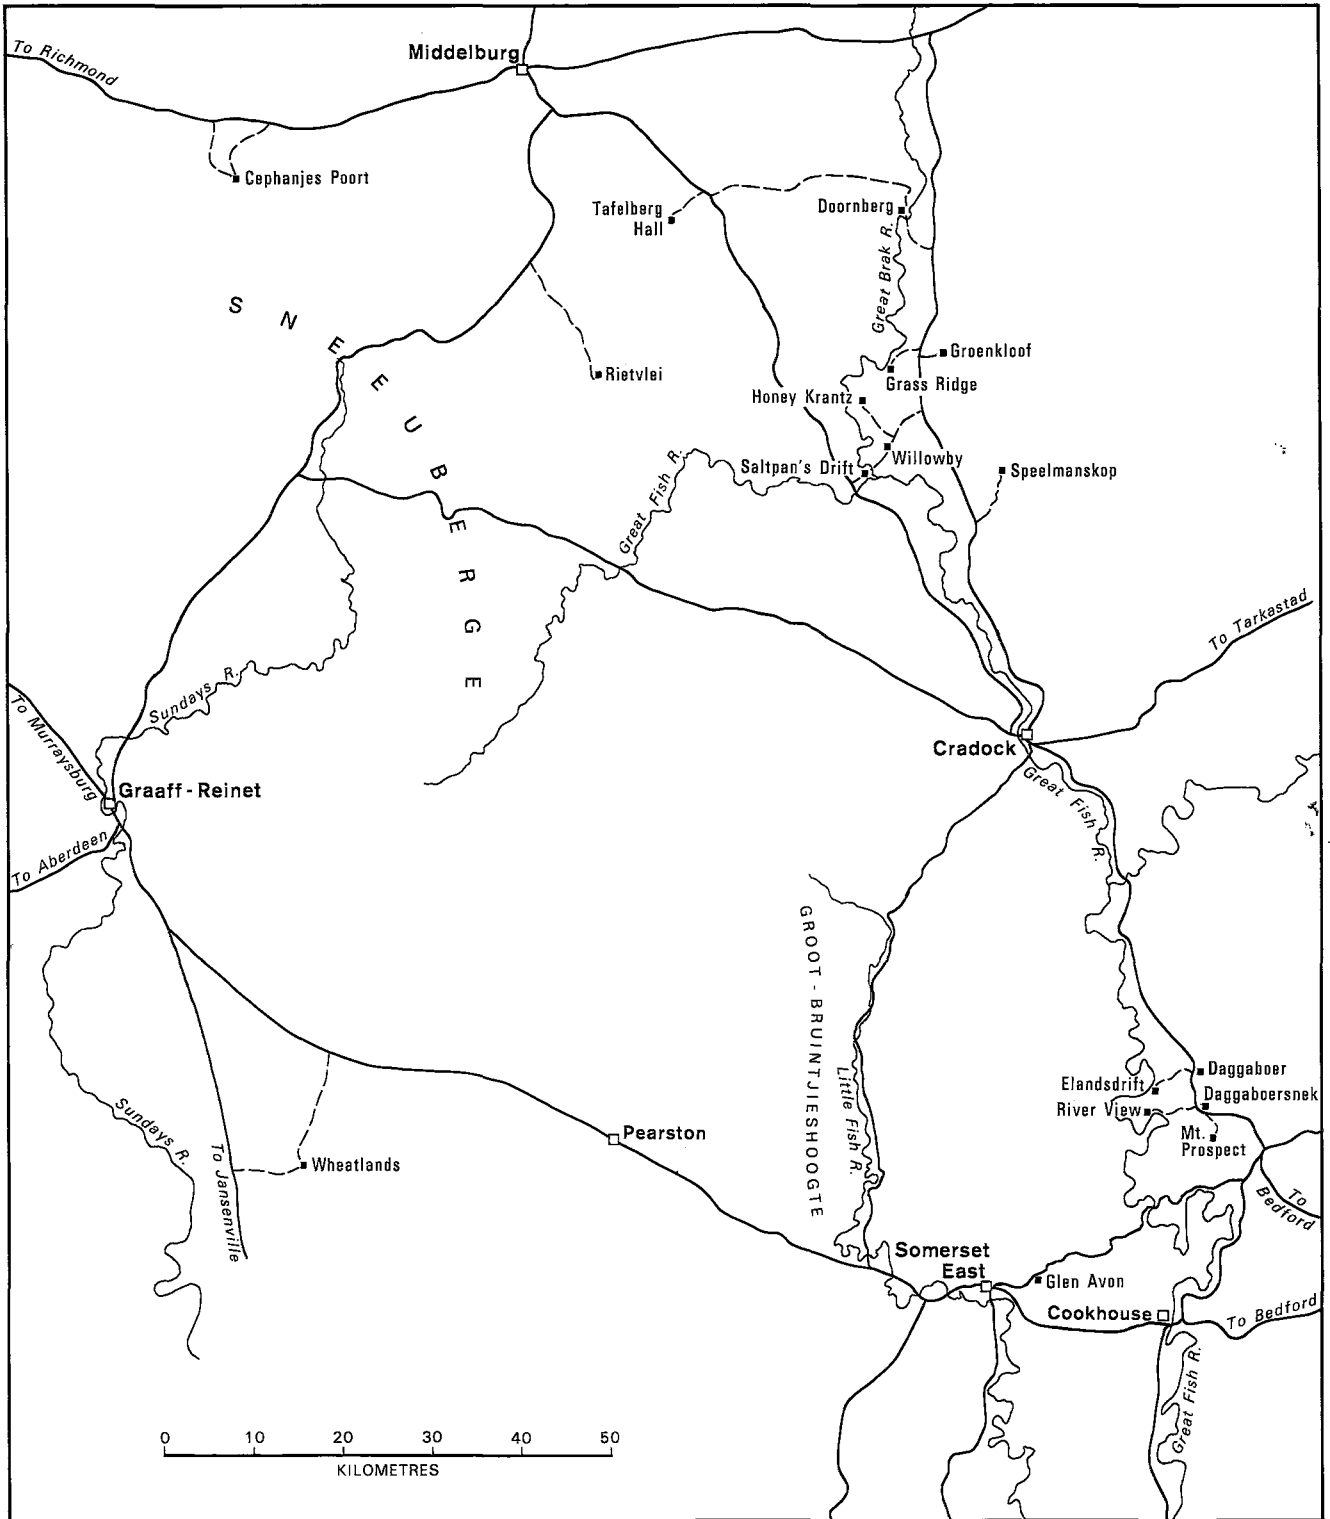 To Richmond
Middelburg
Cephanjes Poort
Tafelberg
Hall
Doornberg
Great Brak R.
SNEEUBERGE
Groenkloof
Rietvlei
Grass Ridge
Honey Krantz
Willowby
Saltpan's Drift
Speelmanskop
Great Fish R.
To Tarkastad
Sundays R.
To Murraysburg
Cradock
Graaff-Reinet
Great Fish R.
To Aberdeen
GROOT-BRUINTJIESHOOGTE
Little Fish R.
Daggaboer
Elandsdrift
Daggaboersnek
River View
Mt.
Prospect
Sundays R.
Pearston
To Jansenville
Wheatlands
To
Bedford
Somerset
East
Glen Avon
Cookhouse
To Bedford
Great Fish R.
0 10 20 30 40 50
KILOMETRES